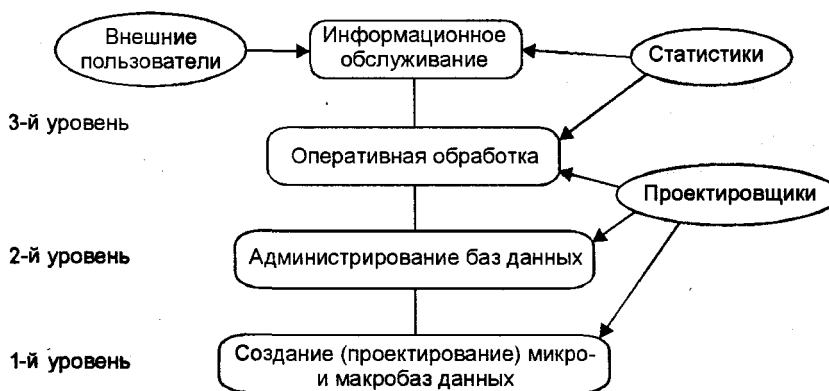 Внешние
пользователи
Информационное
обслуживание
Статистики
3-й уровень
Оперативная обработка
Проектировщики
2-й уровень
Администрирование баз данных
1-й уровень
Создание (проектирование) микро-
и макробаз данных